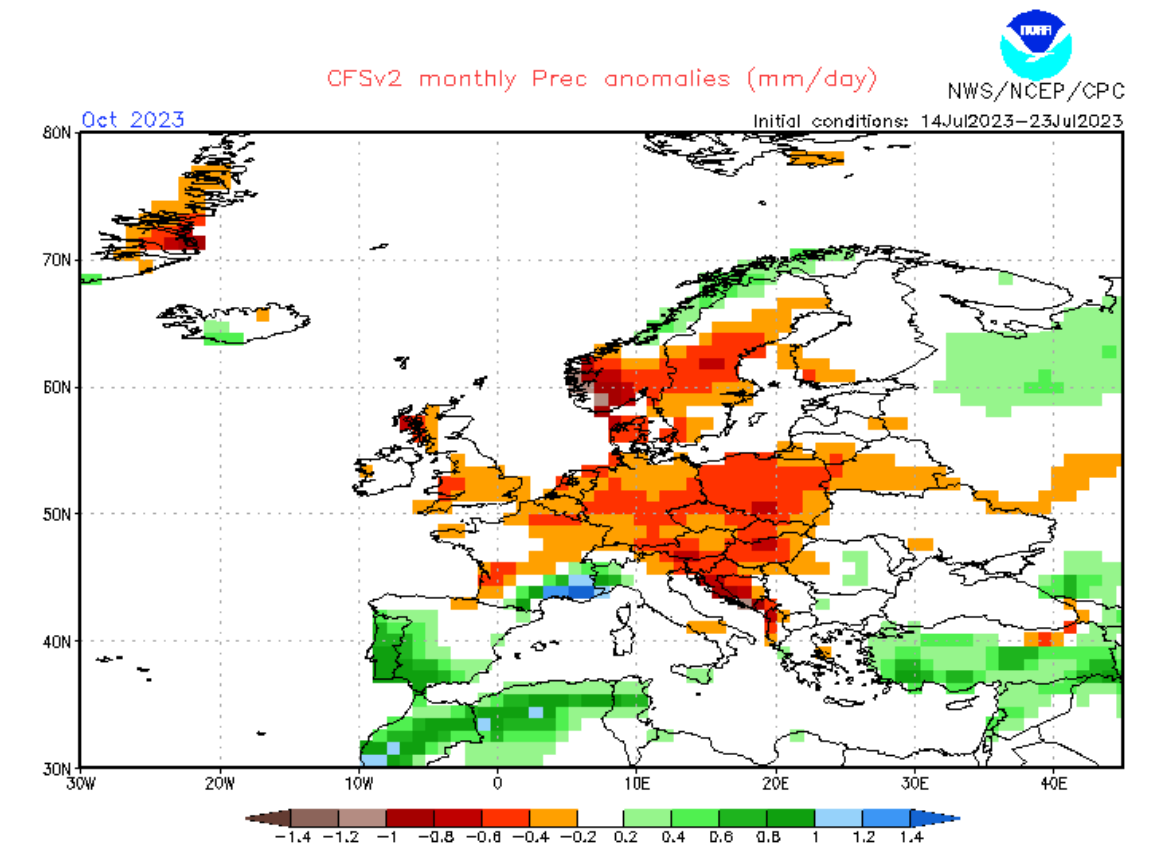 NOAA
CFSv2 monthly Prec anomalies (mm/day)
NWS/NCEP/CPC
Oct 2023
Initial conditions: 14Jul2023-23Jul2023
80N
70N
60N
50N
40N
30N
30W 20W 10W 0 10E 20E 30E 40E
-1.4 -1.2 -1 -0.8 -0.6 -0.4 -0.2 0.2 0.4 0.6 0.8 1 1.2 1.4